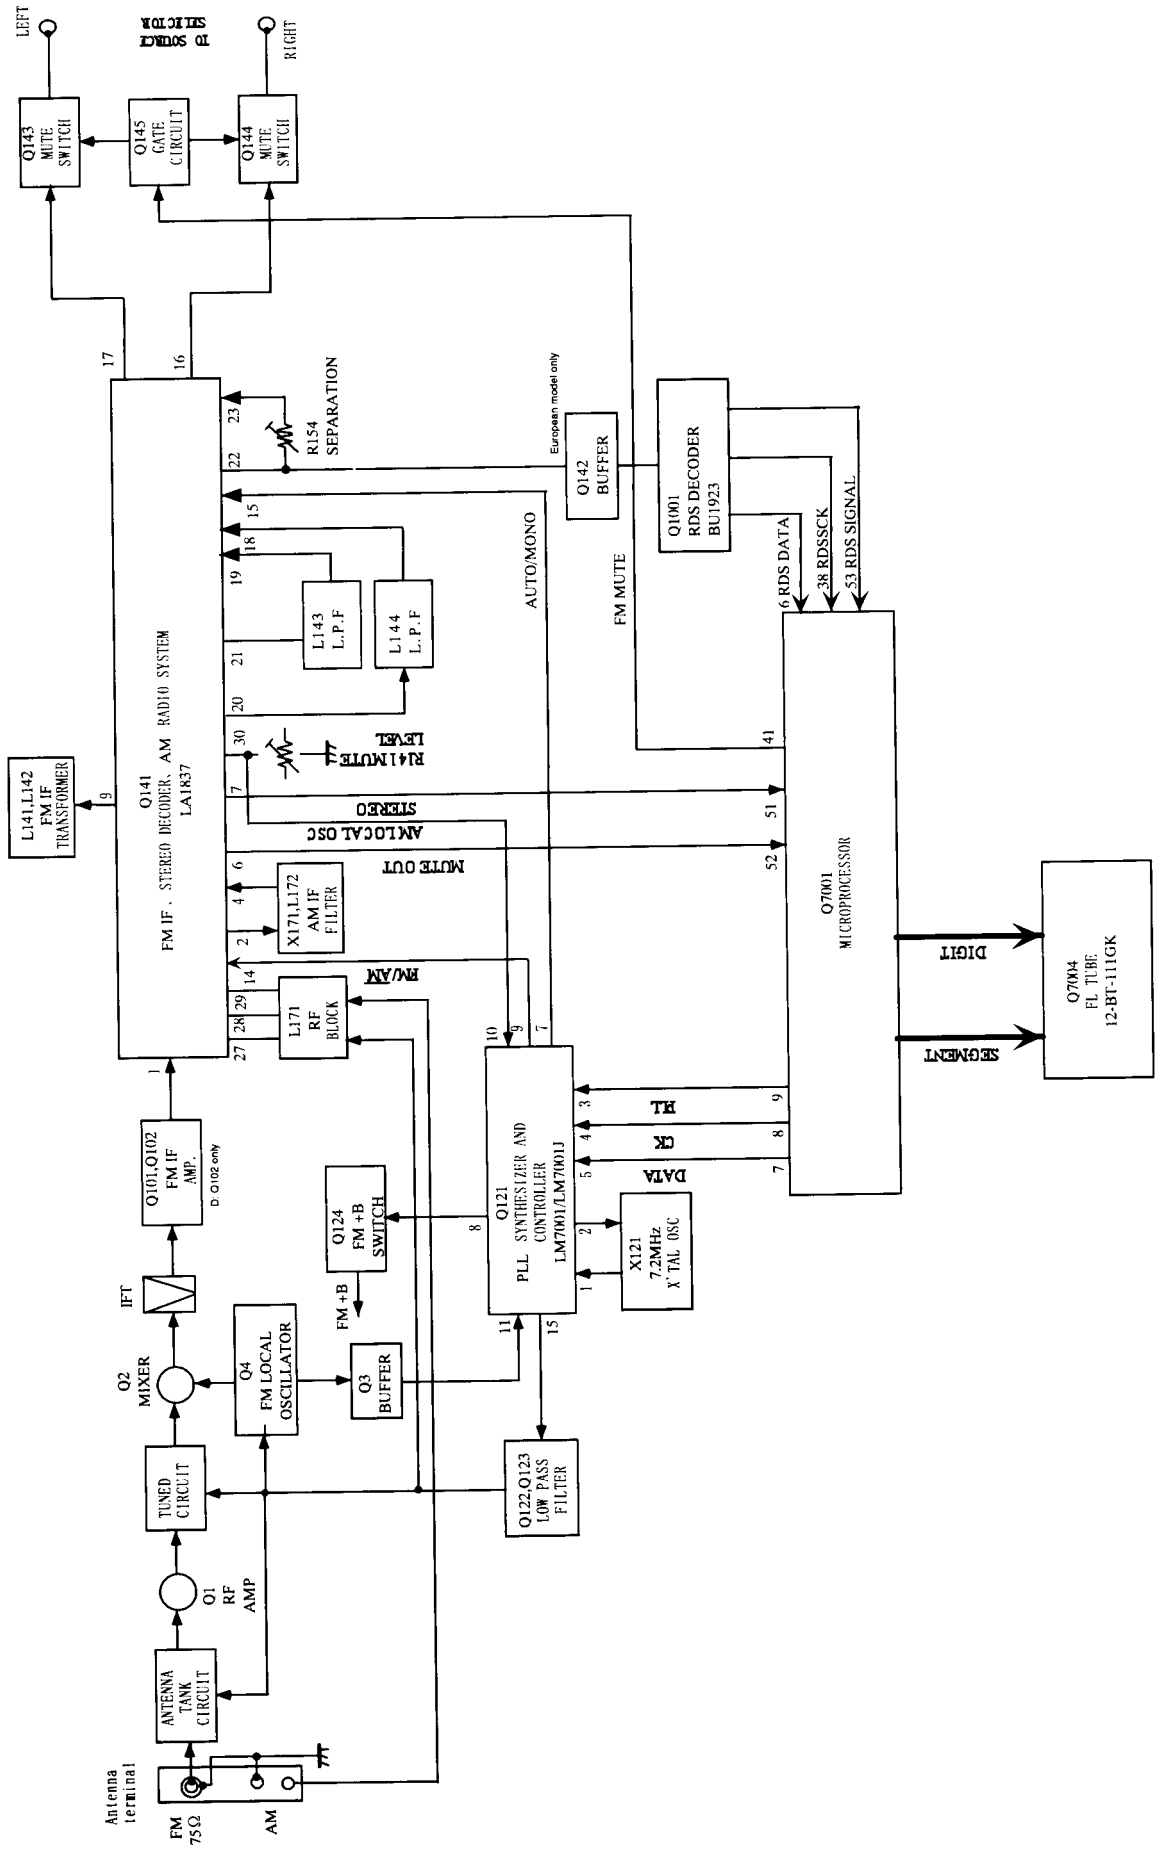 Antenna
terminal
FM
75Ω
AM
ANTENNA
TANK
CIRCUIT
Q1
RF
AMP
TUNED
CIRCUIT
Q2
MIXER
IFT
Q4
FM LOCAL
OSCILLATOR
Q3
BUFFER
Q101,Q102
FM IF
AMP.
D: Q102 only
Q122,Q123
LOW PASS
FILTER
FM +B
Q124
FM +B
SWITCH
8
11
15
Q121
PLL SYNTHESIZER AND
CONTROLLER
LM7001/LM7001J
10
9
7
1
2
5
4
3
X121
7.2MHz
X'TAL OSC
DATA
CK
PLL
7
8
9
1
L141,L142
FM IF
TRANSFORMER
9
Q141
FM IF, STEREO DECODER, AM RADIO SYSTEM
LA1837
27
28
29
14
2
4
6
7
30
20
21
19
18
15
22
23
16
17
L171
RF
BLOCK
FM/AM
X171,L172
AM IF
FILTER
MUTE OUT
AM LOCAL OSC
STEREO
R141 MUTE
LEVEL
L143
L.P.F
L144
L.P.F
AUTO/MONO
R154
SEPARATION
European model only
Q142
BUFFER
Q1001
RDS DECODER
BU1923
6 RDS DATA
38 RDSSCK
53 RDS SIGNAL
FM MUTE
52
51
41
Q7001
MICROPROCESSOR
SEGMENT
DIGIT
Q7004
FL TUBE
12-BT-111GK
Q143
MUTE
SWITCH
Q145
GATE
CIRCUIT
Q144
MUTE
SWITCH
LEFT
TO SOURCE
SELECTOR
RIGHT